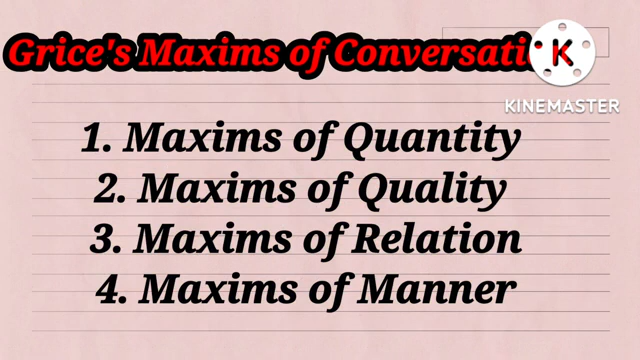 Grice's Maxims of Conversati
K
KINEMASTER
1. Maxims of Quantity
2. Maxims of Quality
3. Maxims of Relation
4. Maxims of Manner